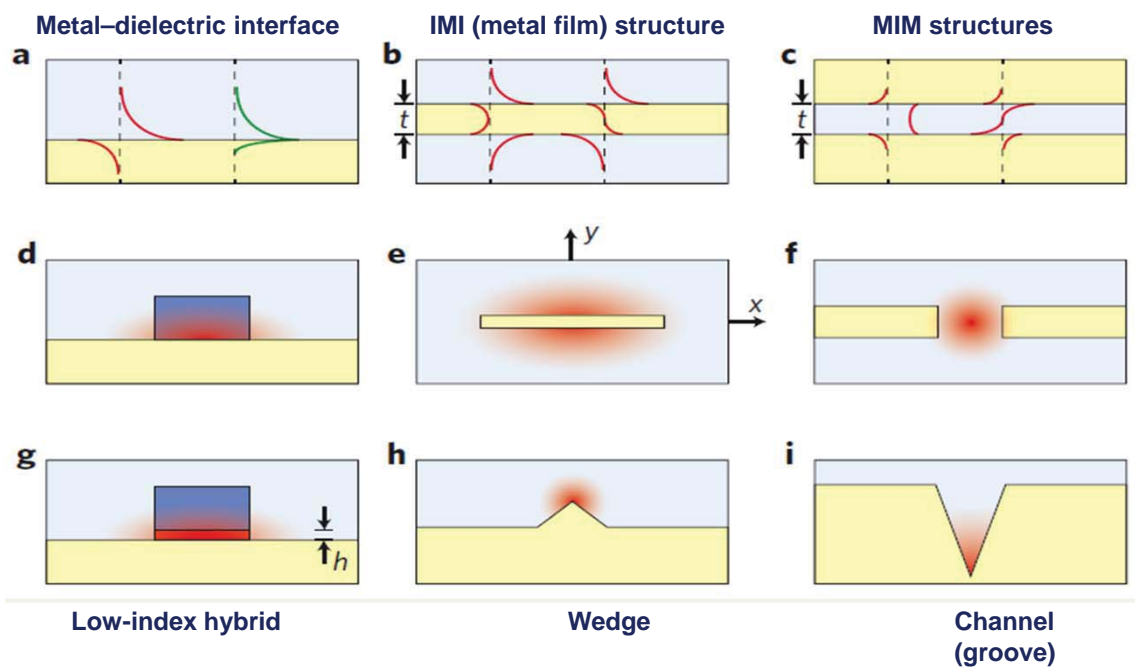 Metal–dielectric interface
IMI (metal film) structure
MIM structures
a
b
c
t
t
d
e
y
x
f
g
h
h
i
Low-index hybrid
Wedge
Channel
(groove)